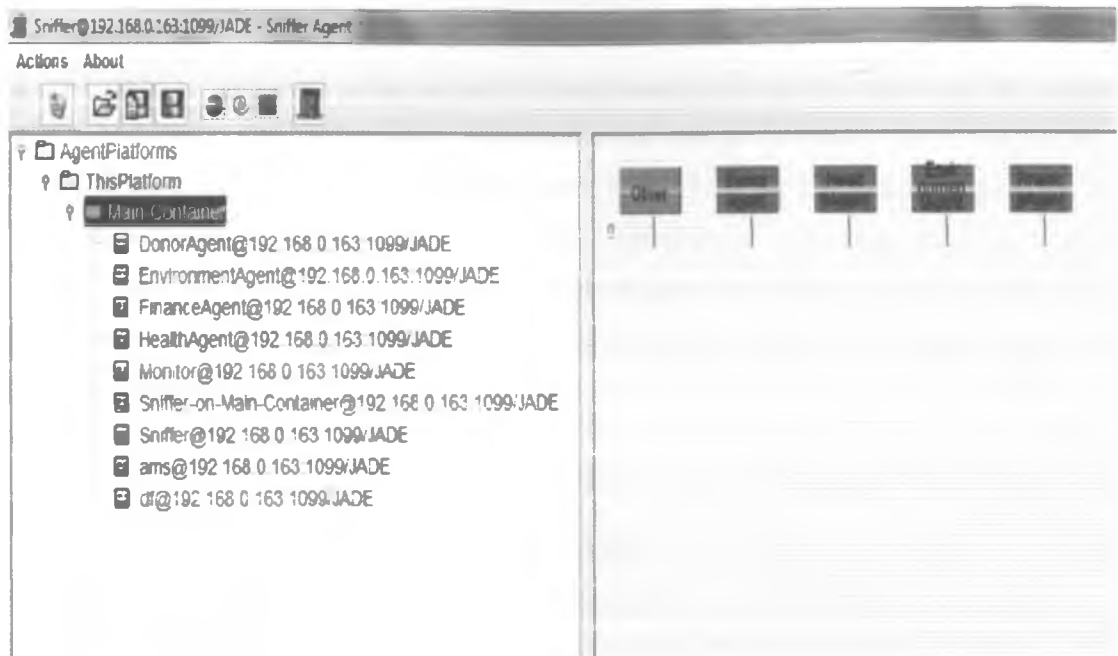 Sniffer@192.168.0.163:1099/JADE - Sniffer Agent
Actions About
AgentPlatforms
ThisPlatform
Main-Container
DonorAgent@192.168.0.163:1099/JADE
EnvironmentAgent@192.168.0.163:1099/JADE
FinanceAgent@192.168.0.163:1099/JADE
HealthAgent@192.168.0.163:1099/JADE
Monitor@192.168.0.163:1099/JADE
Sniffer-on-Main-Container@192.168.0.163:1099/JADE
Sniffer@192.168.0.163:1099/JADE
ams@192.168.0.163:1099/JADE
df@192.168.0.163:1099/JADE
Other